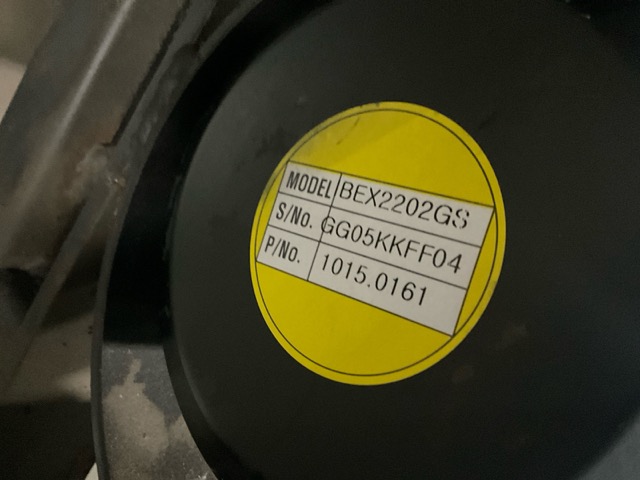 MODEL BEX2202GS
S/No. GG05KKFF04
P/No. 1015.0161